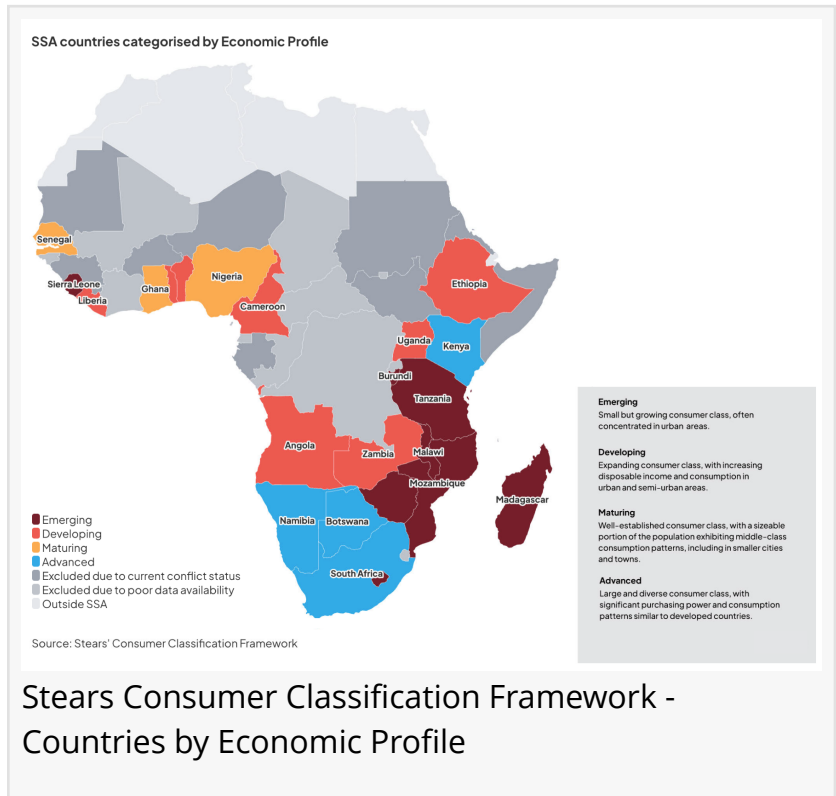 SSA countries categorised by Economic Profile
Senegal
Sierra Leone
Liberia
Ghana
Nigeria
Cameroon
Ethiopia
Uganda
Kenya
Burundi
Tanzania
Angola
Zambia
Malawi
Mozambique
Madagascar
Namibia
Botswana
South Africa
Emerging
Developing
Maturing
Advanced
Excluded due to current conflict status
Excluded due to poor data availability
Outside SSA
Emerging
Small but growing consumer class, often
concentrated in urban areas.
Developing
Expanding consumer class, with increasing
disposable income and consumption in
urban and semi-urban areas.
Maturing
Well-established consumer class, with a sizeable
portion of the population exhibiting middle-class
consumption patterns, including in smaller cities
and towns.
Advanced
Large and diverse consumer class, with
significant purchasing power and consumption
patterns similar to developed countries.
Source: Stears' Consumer Classification Framework
Stears Consumer Classification Framework -
Countries by Economic Profile